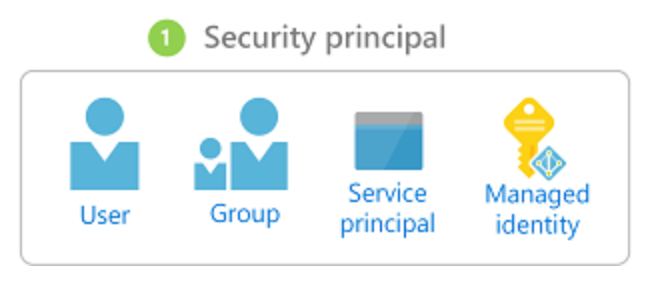 1 Security principal
User
Group
Service
principal
Managed
identity